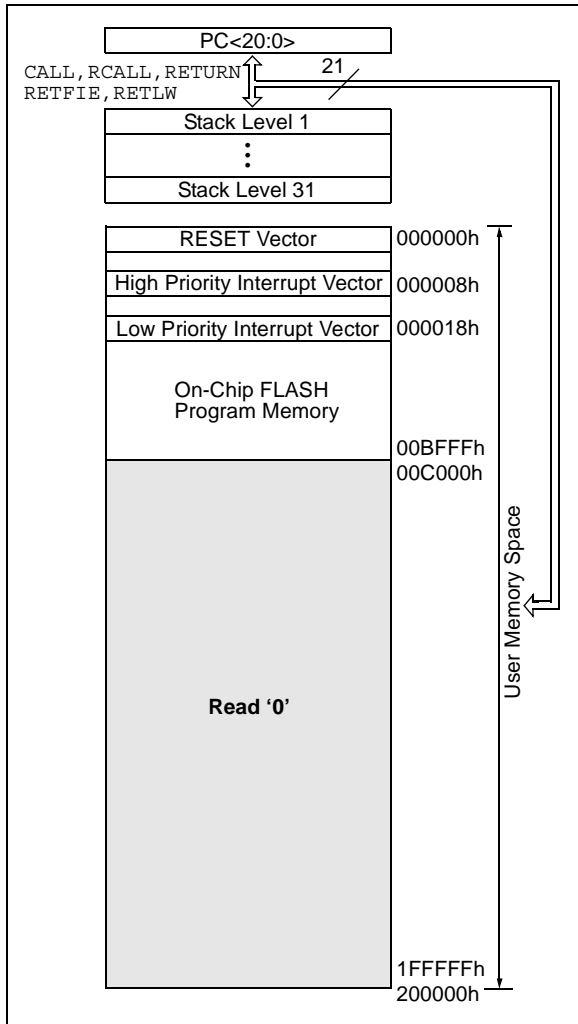 PC<20:0>
CALL,RCALL,RETURN
RETFIE,RETLW
21
Stack Level 1
Stack Level 31
RESET Vector
000000h
High Priority Interrupt Vector
000008h
Low Priority Interrupt Vector
000018h
On-Chip FLASH
Program Memory
00BFFFh
00C000h
User Memory Space
Read ‘0’
1FFFFFh
200000h